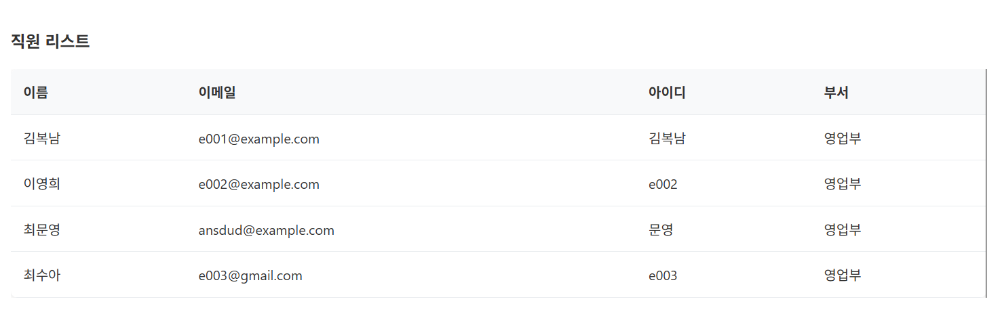 직원 리스트
이름 이메일 아이디 부서
김복남 e001@example.com 김복남 영업부
이영희 e002@example.com e002 영업부
최문영 ansdud@example.com 문영 영업부
최수아 e003@gmail.com e003 영업부